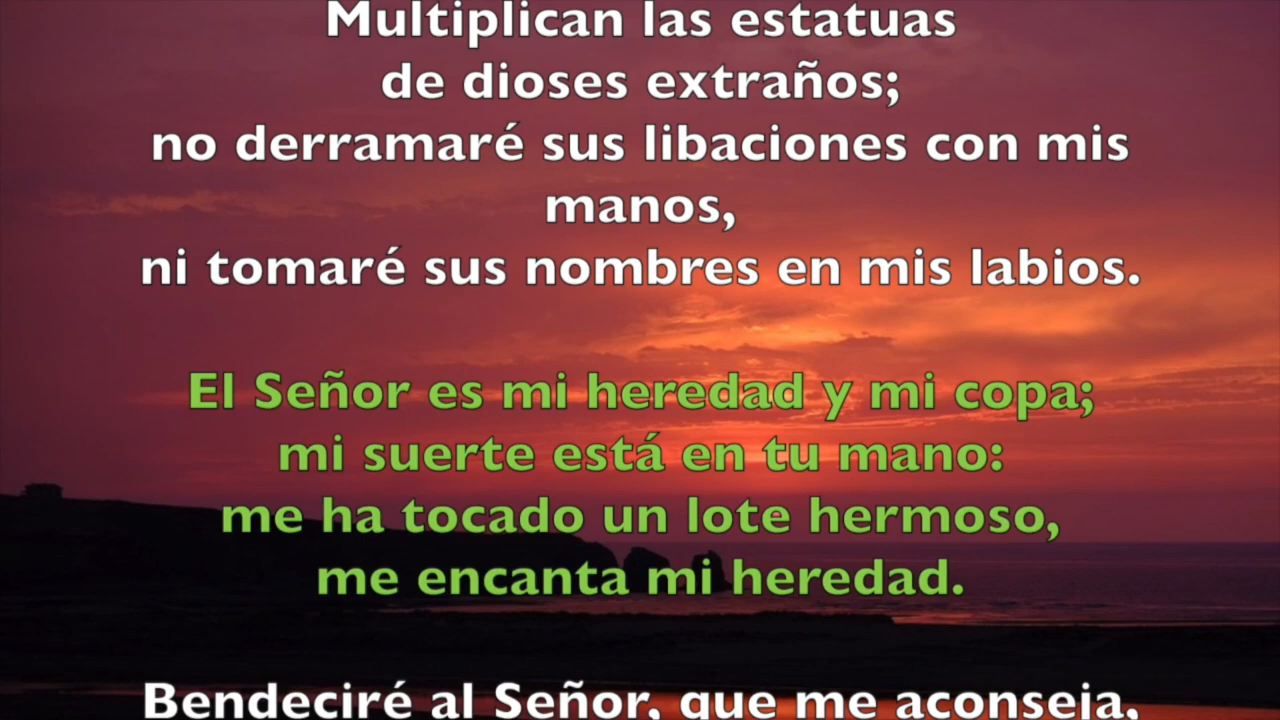 Multiplican las estatuas
de dioses extraños;
no derramaré sus libaciones con mis
manos,
ni tomaré sus nombres en mis labios.
El Señor es mi heredad y mi copa;
mi suerte está en tu mano:
me ha tocado un lote hermoso,
me encanta mi heredad.
Bendeciré al Señor, que me aconseja,